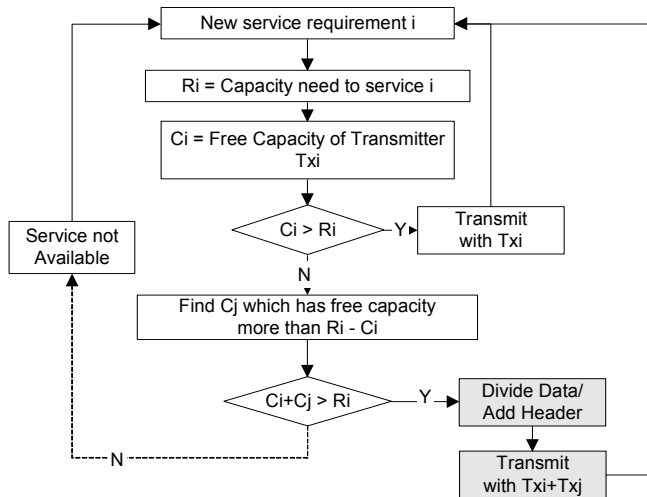 New service requirement i
Ri = Capacity need to service i
Ci = Free Capacity of Transmitter
Txi
Ci > Ri
Y
Transmit
with Txi
Service not
Available
N
Find Cj which has free capacity
more than Ri - Ci
Ci+Cj > Ri
Y
Divide Data/
Add Header
N
Transmit
with Txi+Txj